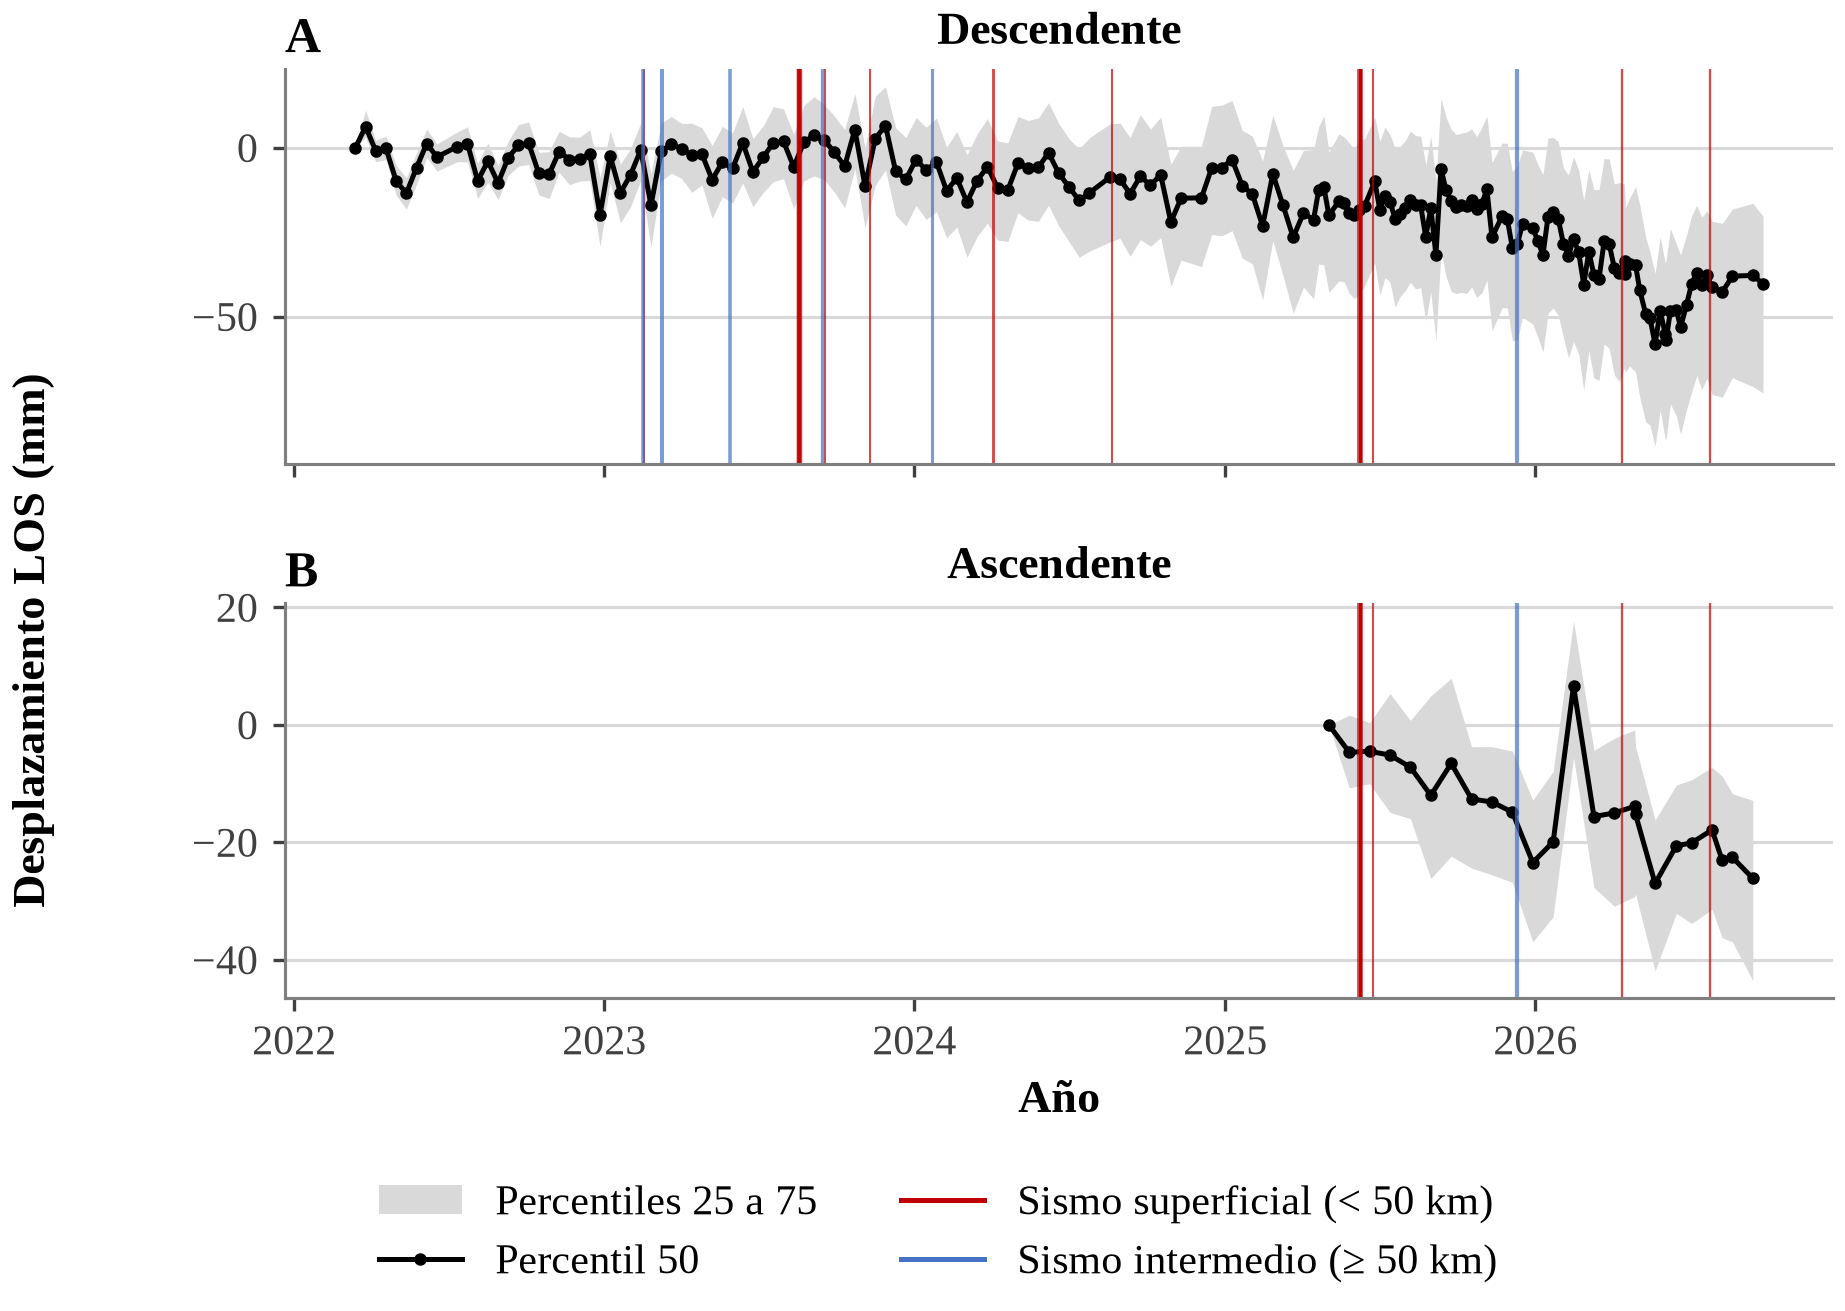 A
Descendente
0
−50
Desplazamiento LOS (mm)
B
Ascendente
20
0
−20
−40
2022 2023 2024 2025 2026
Año
Percentiles 25 a 75
Sismo superficial (< 50 km)
Percentil 50
Sismo intermedio (≥ 50 km)